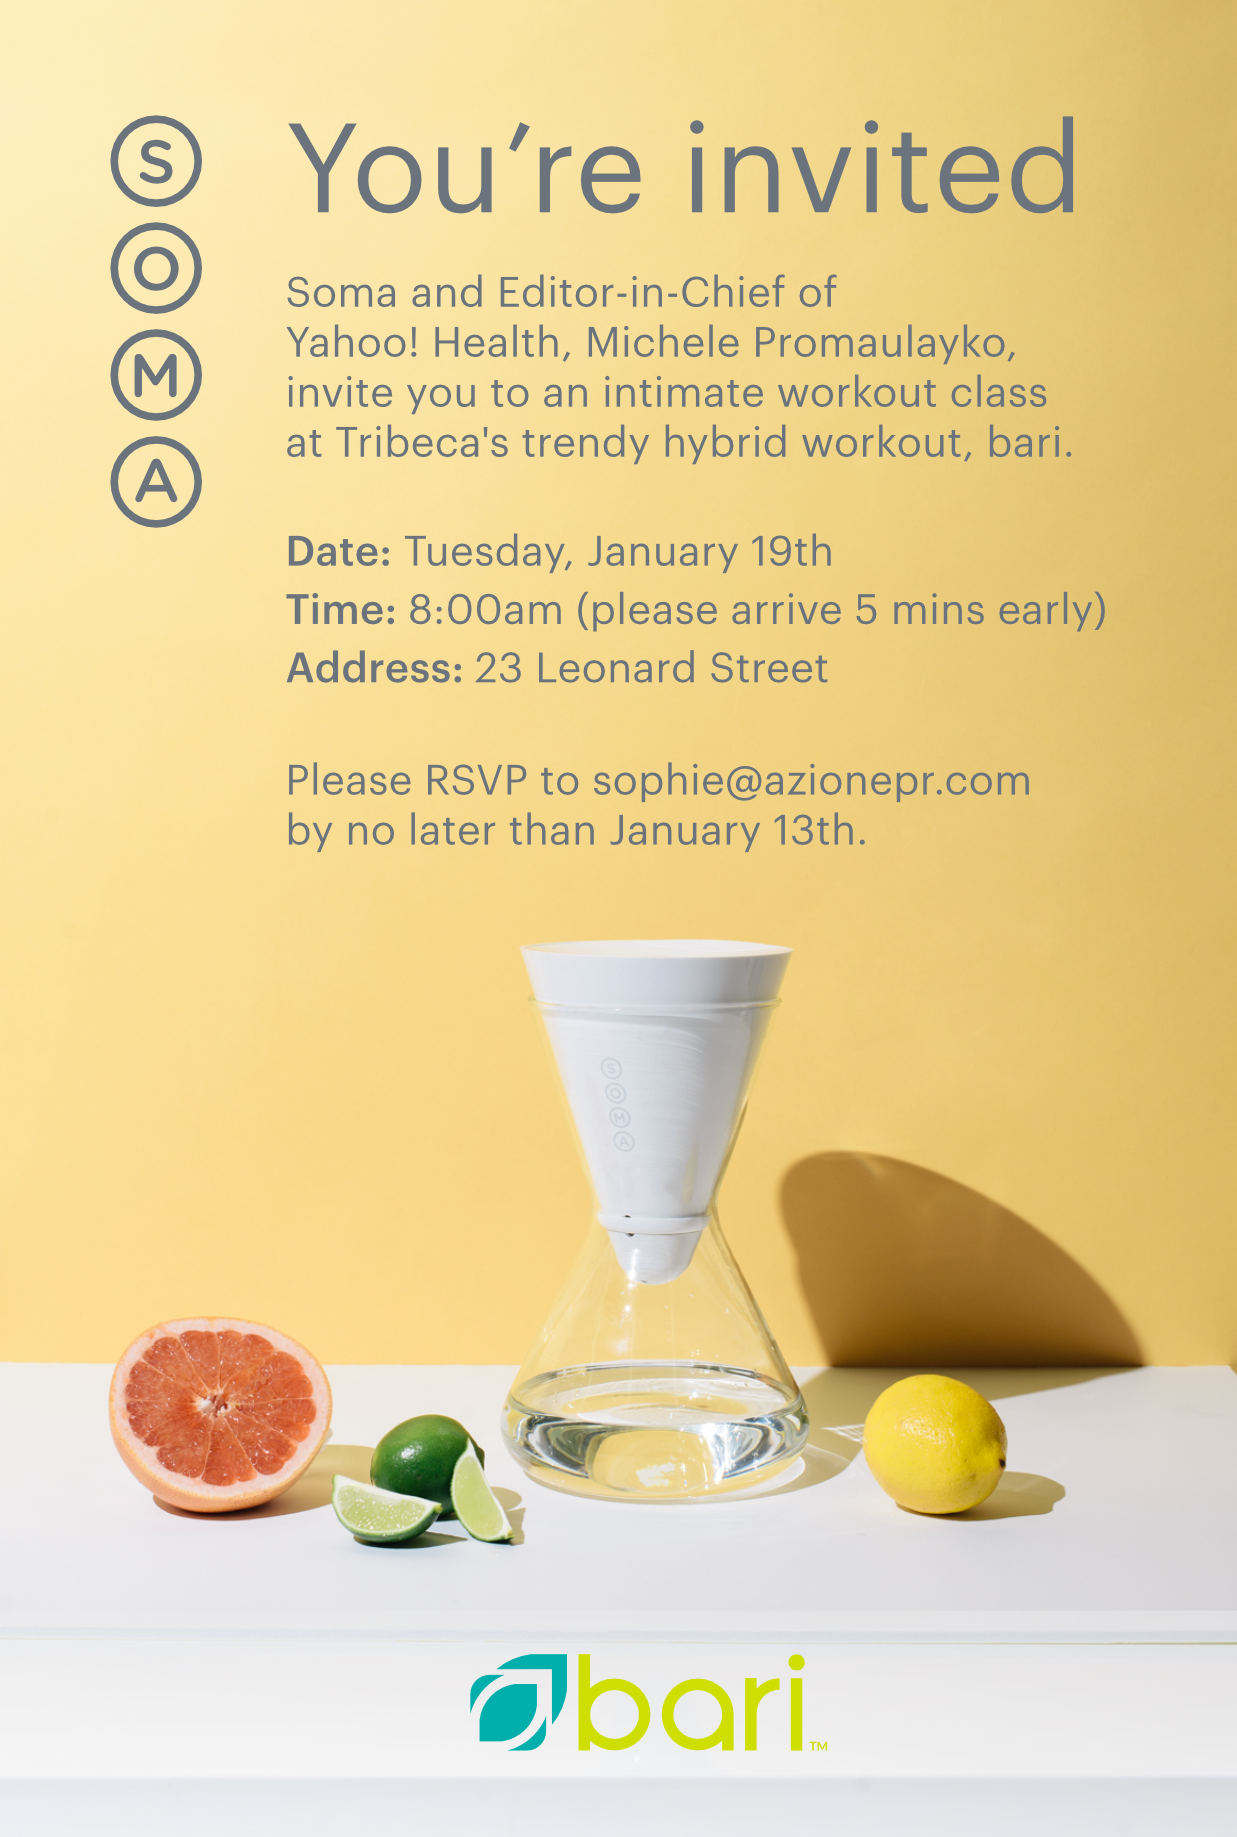 S
O
M
A
You’re invited
Soma and Editor-in-Chief of
Yahoo! Health, Michele Promaulayko,
invite you to an intimate workout class
at Tribeca's trendy hybrid workout, bari.
Date: Tuesday, January 19th
Time: 8:00am (please arrive 5 mins early)
Address: 23 Leonard Street
Please RSVP to sophie@azionepr.com
by no later than January 13th.
S
O
M
A
bari™